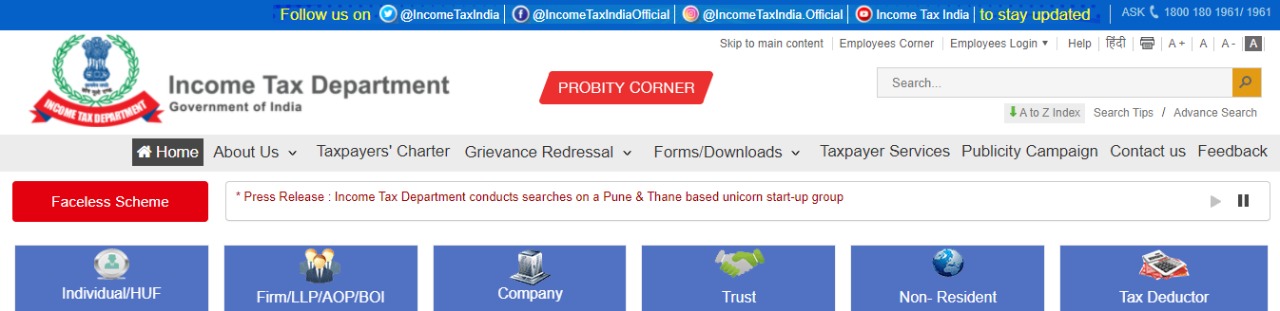 Follow us on @IncomeTaxIndia @IncomeTaxIndiaOfficial @IncomeTaxIndia.Official Income Tax India to stay updated ASK 1800 180 1961/ 1961
Skip to main content Employees Corner Employees Login Help हिंदी A + A A - A
INCOME TAX DEPARTMENT
Income Tax Department
Government of India
PROBITY CORNER
Search...
A to Z Index Search Tips / Advance Search
Home About Us Taxpayers' Charter Grievance Redressal Forms/Downloads Taxpayer Services Publicity Campaign Contact us Feedback
Faceless Scheme
* Press Release : Income Tax Department conducts searches on a Pune & Thane based unicorn start-up group
Individual/HUF Firm/LLP/AOP/BOI Company Trust Non- Resident Tax Deductor